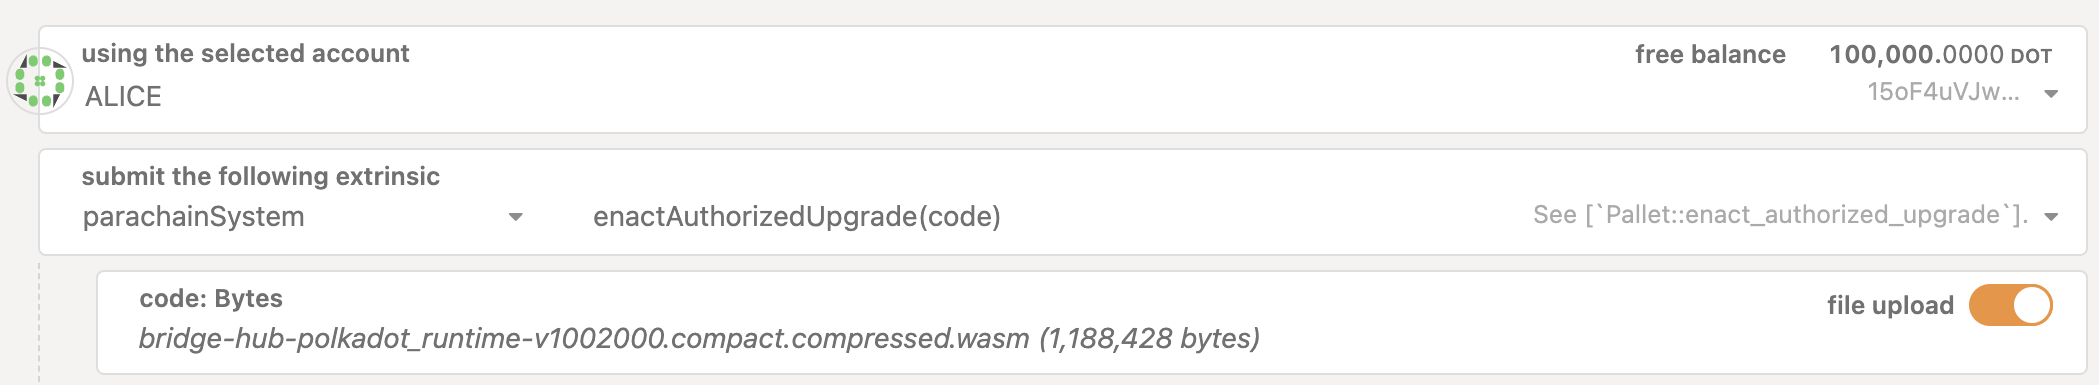 using the selected account
free balance 100,000.0000 DOT
ALICE
15oF4uVJw...
submit the following extrinsic
parachainSystem
enactAuthorizedUpgrade(code)
See [`Pallet::enact_authorized_upgrade`].
code: Bytes
bridge-hub-polkadot_runtime-v1002000.compact.compressed.wasm (1,188,428 bytes)
file upload